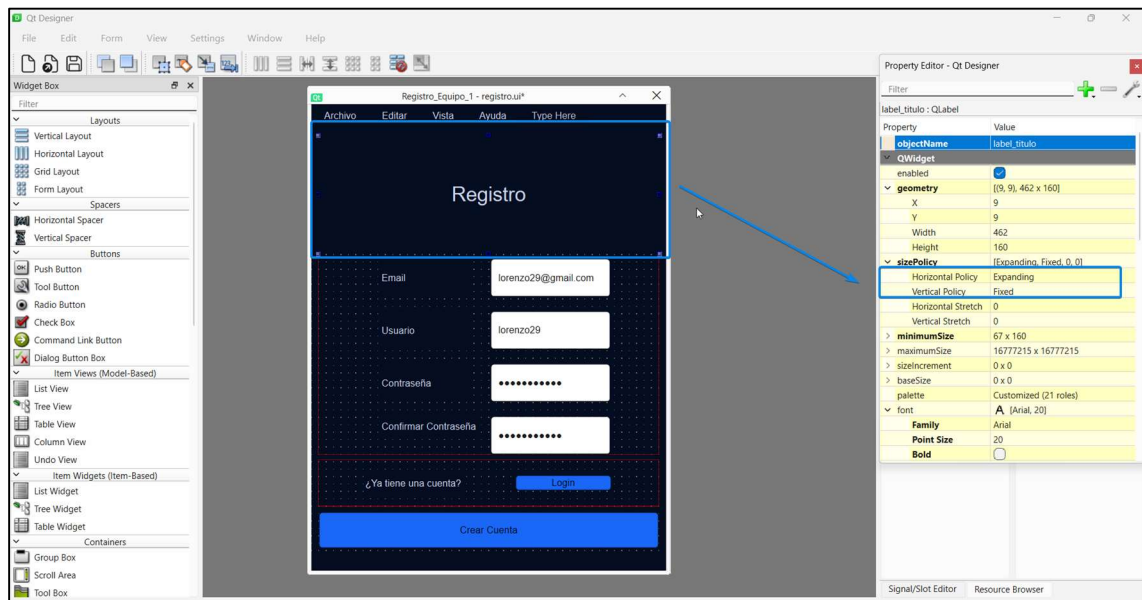 Qt Designer
File Edit Form View Settings Window Help
Widget Box
Filter
Layouts
Vertical Layout
Horizontal Layout
Grid Layout
Form Layout
Spacers
Horizontal Spacer
Vertical Spacer
Buttons
Push Button
Tool Button
Radio Button
Check Box
Command Link Button
Dialog Button Box
Item Views (Model-Based)
List View
Tree View
Table View
Column View
Undo View
Item Widgets (Item-Based)
List Widget
Tree Widget
Table Widget
Containers
Group Box
Scroll Area
Tool Box
Registro_Equipo_1 - registro.ui*
Archivo Editar Vista Ayuda Type Here
Registro
Email lorenzo29@gmail.com
Usuario lorenzo29
Contraseña
Confirmar Contraseña
¿Ya tiene una cuenta? Login
Crear Cuenta
Property Editor - Qt Designer
Filter
label_titulo : QLabel
Property Value
objectName label_titulo
QWidget
enabled
geometry [(9, 9), 462 x 160]
X 9
Y 9
Width 462
Height 160
sizePolicy [Expanding, Fixed, 0, 0]
Horizontal Policy Expanding
Vertical Policy Fixed
Horizontal Stretch 0
Vertical Stretch 0
minimumSize 67 x 160
maximumSize 16777215 x 16777215
sizeIncrement 0 x 0
baseSize 0 x 0
palette Customized (21 roles)
font A [Arial, 20]
Family Arial
Point Size 20
Bold
Signal/Slot Editor Resource Browser